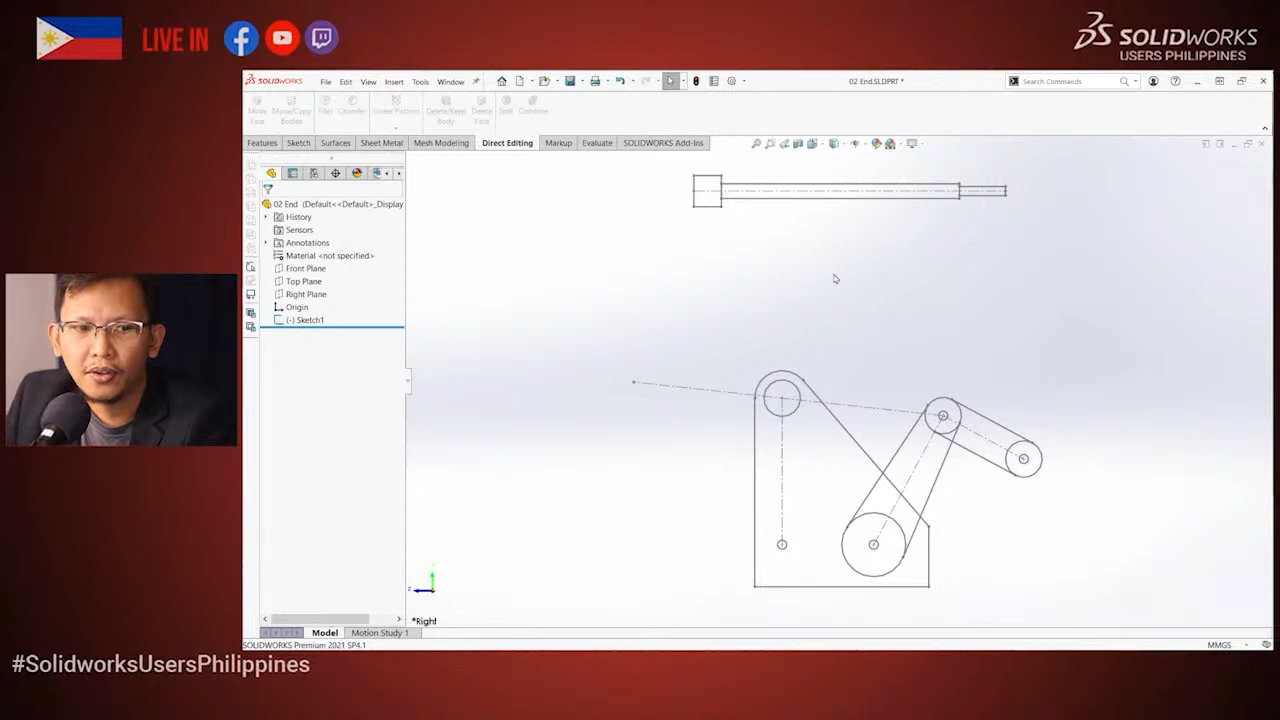 LIVE IN
SOLIDWORKS
USERS PHILIPPINES
SOLIDWORKS
File Edit View Insert Tools Window
02 End.SLDPRT *
Search Commands
Move Face
Move/Copy Bodies
Fillet
Chamfer
Linear Pattern
Delete/Keep Body
Delete Face
Split
Combine
Features Sketch Surfaces Sheet Metal Mesh Modeling Direct Editing Markup Evaluate SOLIDWORKS Add-Ins
02 End (Default<<Default>_Display
History
Sensors
Annotations
Material <not specified>
Front Plane
Top Plane
Right Plane
Origin
(-) Sketch1
*Right
Model Motion Study 1
SOLIDWORKS Premium 2021 SP4.1
MMGS
#SolidworksUsersPhilippines